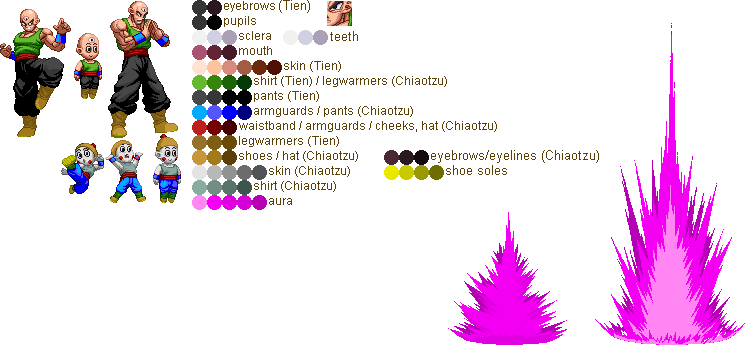 eyebrows (Tien)
pupils
sclera teeth
mouth
skin (Tien)
shirt (Tien) / legwarmers (Chiaotzu)
pants (Tien)
armguards / pants (Chiaotzu)
waistband / armguards / cheeks, hat (Chiaotzu)
legwarmers (Tien)
shoes / hat (Chiaotzu) eyebrows/eyelines (Chiaotzu)
skin (Chiaotzu) shoe soles
shirt (Chiaotzu)
aura